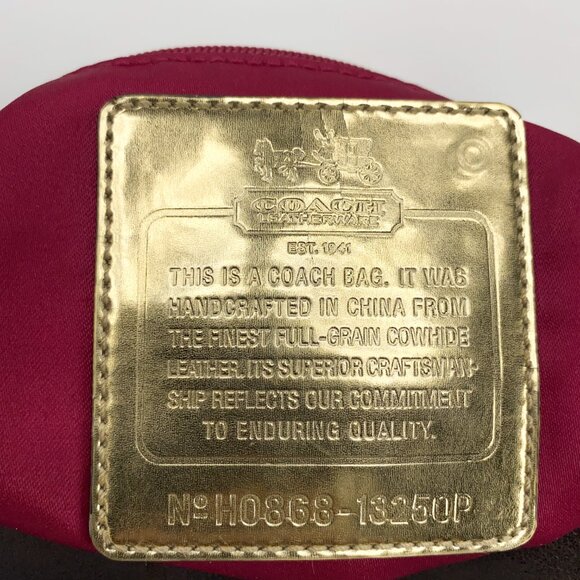 ©
COACH
LEATHERWARE
EST. 1941
THIS IS A COACH BAG. IT WAS
HANDCRAFTED IN CHINA FROM
THE FINEST FULL-GRAIN COWHIDE
LEATHER. ITS SUPERIOR CRAFTSMAN-
SHIP REFLECTS OUR COMMITMENT
TO ENDURING QUALITY.
Nº H0868-13250P